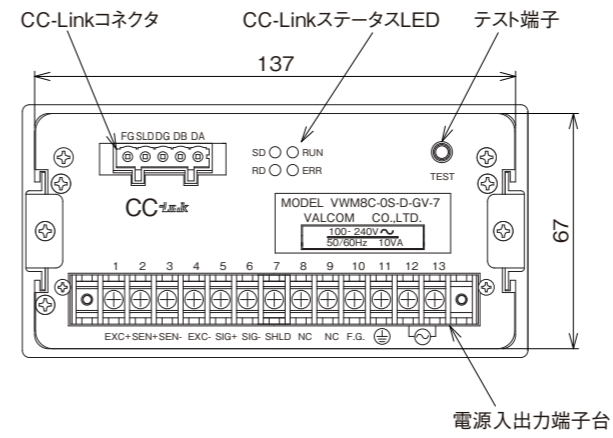 CC-Linkコネクタ
CC-LinkステータスLED
テスト端子
137
FG SLD DG DB DA
SD RUN
RD ERR
TEST
CC-Link
MODEL VWM8C-0S-D-GV-7
VALCOM CO.,LTD.
100- 240V~
50/60Hz 10VA
67
1 2 3 4 5 6 7 8 9 10 11 12 13
EXC+ SEN+ SEN- EXC- SIG+ SIG- SHLD NC NC F.G.
電源入出力端子台